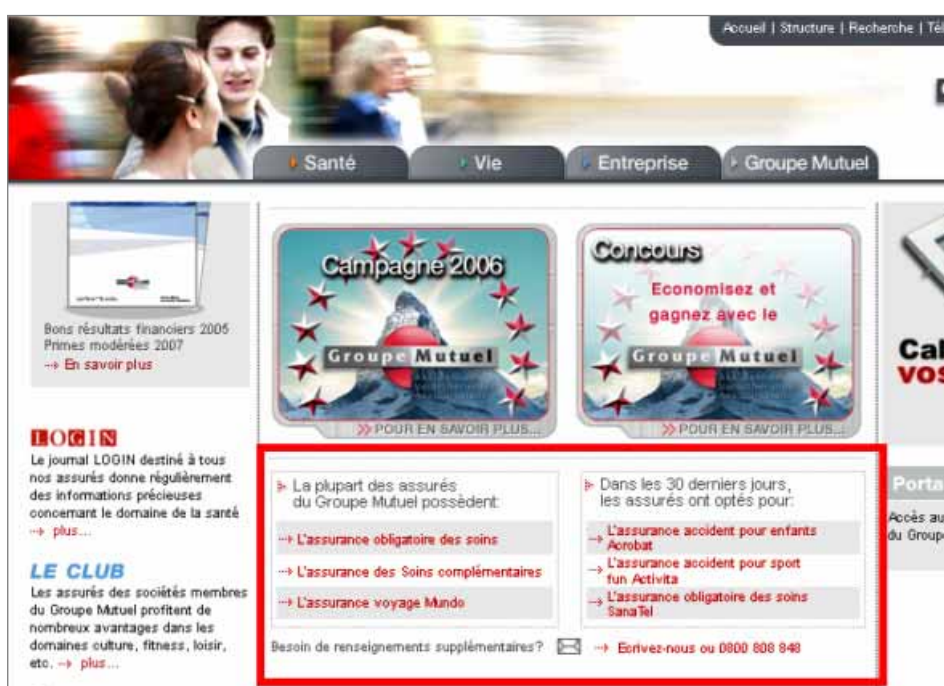 Accueil | Structure | Recherche | Tél
Santé
Vie
Entreprise
Groupe Mutuel
Bons résultats financiers 2005
Primes modérées 2007
--> En savoir plus
LOGIN
Le journal LOGIN destiné à tous
nos assurés donne régulièrement
des informations précieuses
concernant le domaine de la santé
--> plus...
LE CLUB
Les assurés des sociétés membres
du Groupe Mutuel profitent de
nombreux avantages dans les
domaines culture, fitness, loisir,
etc. --> plus...
Campagne 2006
Groupe Mutuel
POUR EN SAVOIR PLUS...
Concours
Economisez et
gagnez avec le
Groupe Mutuel
POUR EN SAVOIR PLUS...
La plupart des assurés
du Groupe Mutuel possèdent:
--> L'assurance obligatoire des soins
--> L'assurance des Soins complémentaires
--> L'assurance voyage Mundo
Dans les 30 derniers jours,
les assurés ont optés pour:
--> L'assurance accident pour enfants
Acrobat
--> L'assurance accident pour sport
fun Activita
--> L'assurance obligatoire des soins
SanaTel
Besoin de renseignements supplémentaires? --> Ecrivez-nous ou 0800 808 848
Cal
VOS
Porta
Accès au
du Group